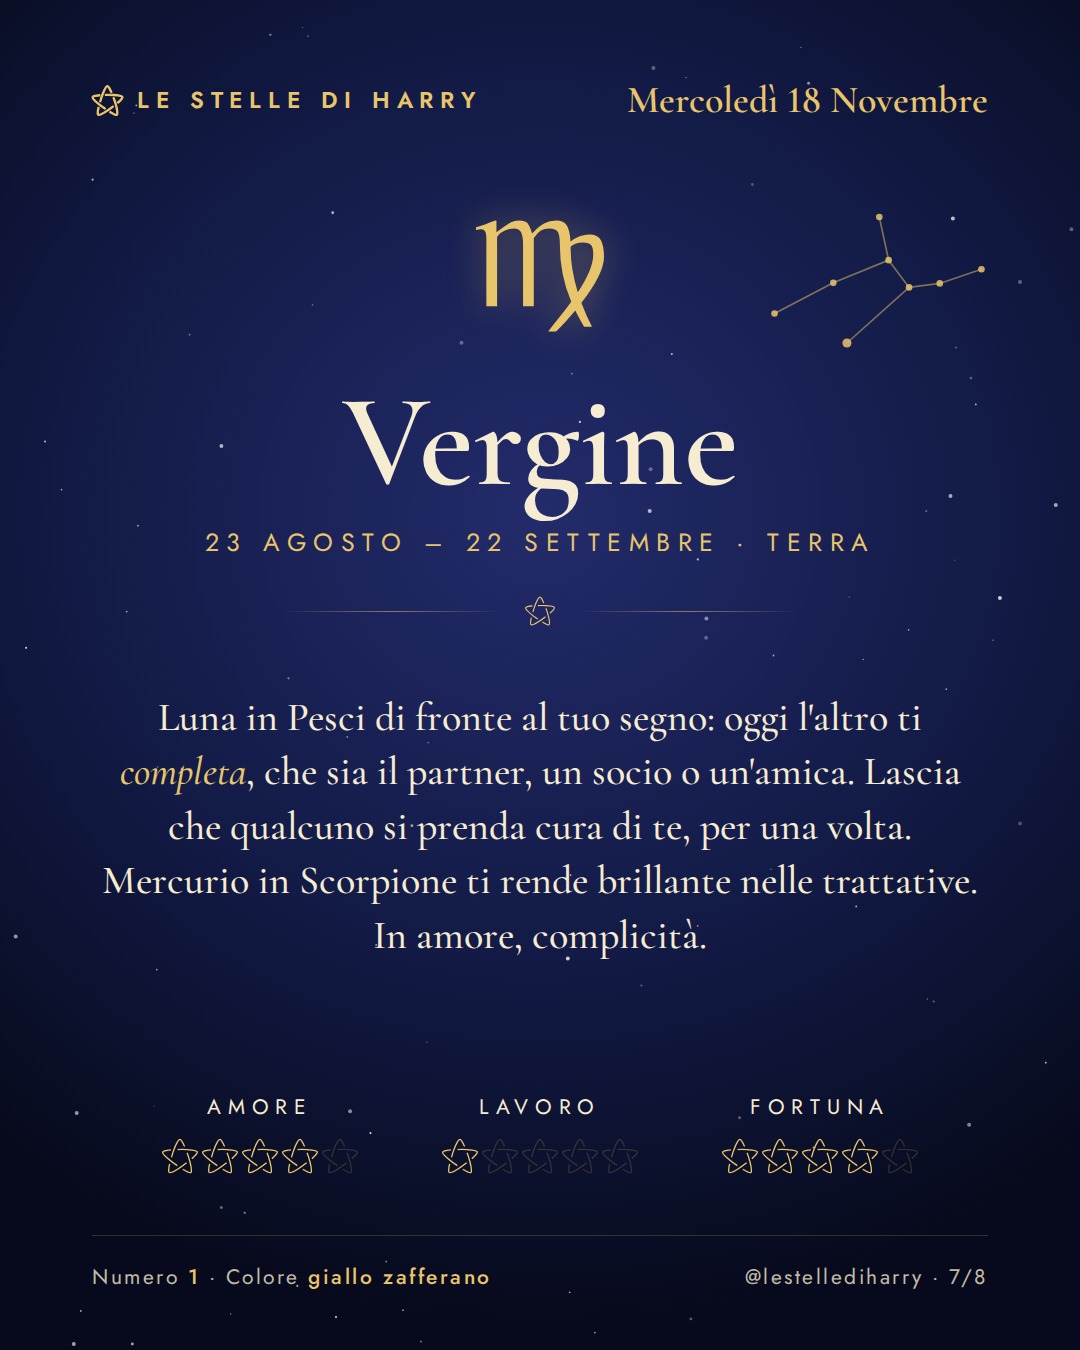 LE STELLE DI HARRY
Mercoledì 18 Novembre
♍
Vergine
23 AGOSTO – 22 SETTEMBRE · TERRA
Luna in Pesci di fronte al tuo segno: oggi l'altro ti
completa, che sia il partner, un socio o un'amica. Lascia
che qualcuno si prenda cura di te, per una volta.
Mercurio in Scorpione ti rende brillante nelle trattative.
In amore, complicità.
AMORE
LAVORO
FORTUNA
Numero 1 · Colore giallo zafferano
@lestellediharry · 7/8